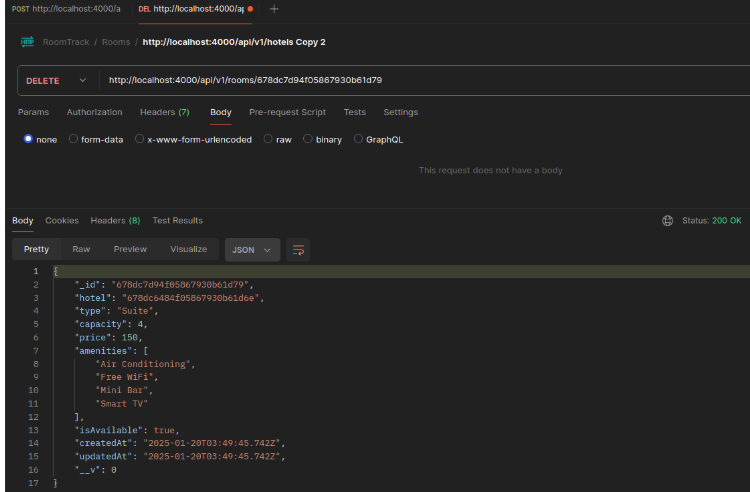 POST http://localhost:4000/a DEL http://localhost:4000/a
HTTP RoomTrack / Rooms / http://localhost:4000/api/v1/hotels Copy 2
DELETE http://localhost:4000/api/v1/rooms/678dc7d94f05867930b61d79
Params Authorization Headers (7) Body Pre-request Script Tests Settings
none form-data x-www-form-urlencoded raw binary GraphQL
This request does not have a body
Body Cookies Headers (8) Test Results Status: 200 OK
Pretty Raw Preview Visualize JSON
1 {
2 "_id": "678dc7d94f05867930b61d79",
3 "hotel": "678dc6484f05867930b61d6e",
4 "type": "Suite",
5 "capacity": 4,
6 "price": 150,
7 "amenities": [
8 "Air Conditioning",
9 "Free WiFi",
10 "Mini Bar",
11 "Smart TV"
12 ],
13 "isAvailable": true,
14 "createdAt": "2025-01-20T03:49:45.742Z",
15 "updatedAt": "2025-01-20T03:49:45.742Z",
16 "__v": 0
17 }